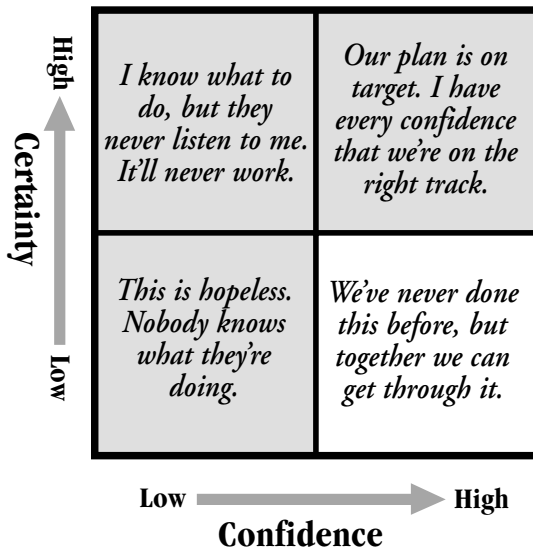 High
Certainty
Low
I know what to
do, but they
never listen to me.
It'll never work.
Our plan is on
target. I have
every confidence
that we're on the
right track.
This is hopeless.
Nobody knows
what they're
doing.
We've never done
this before, but
together we can
get through it.
Low
High
Confidence